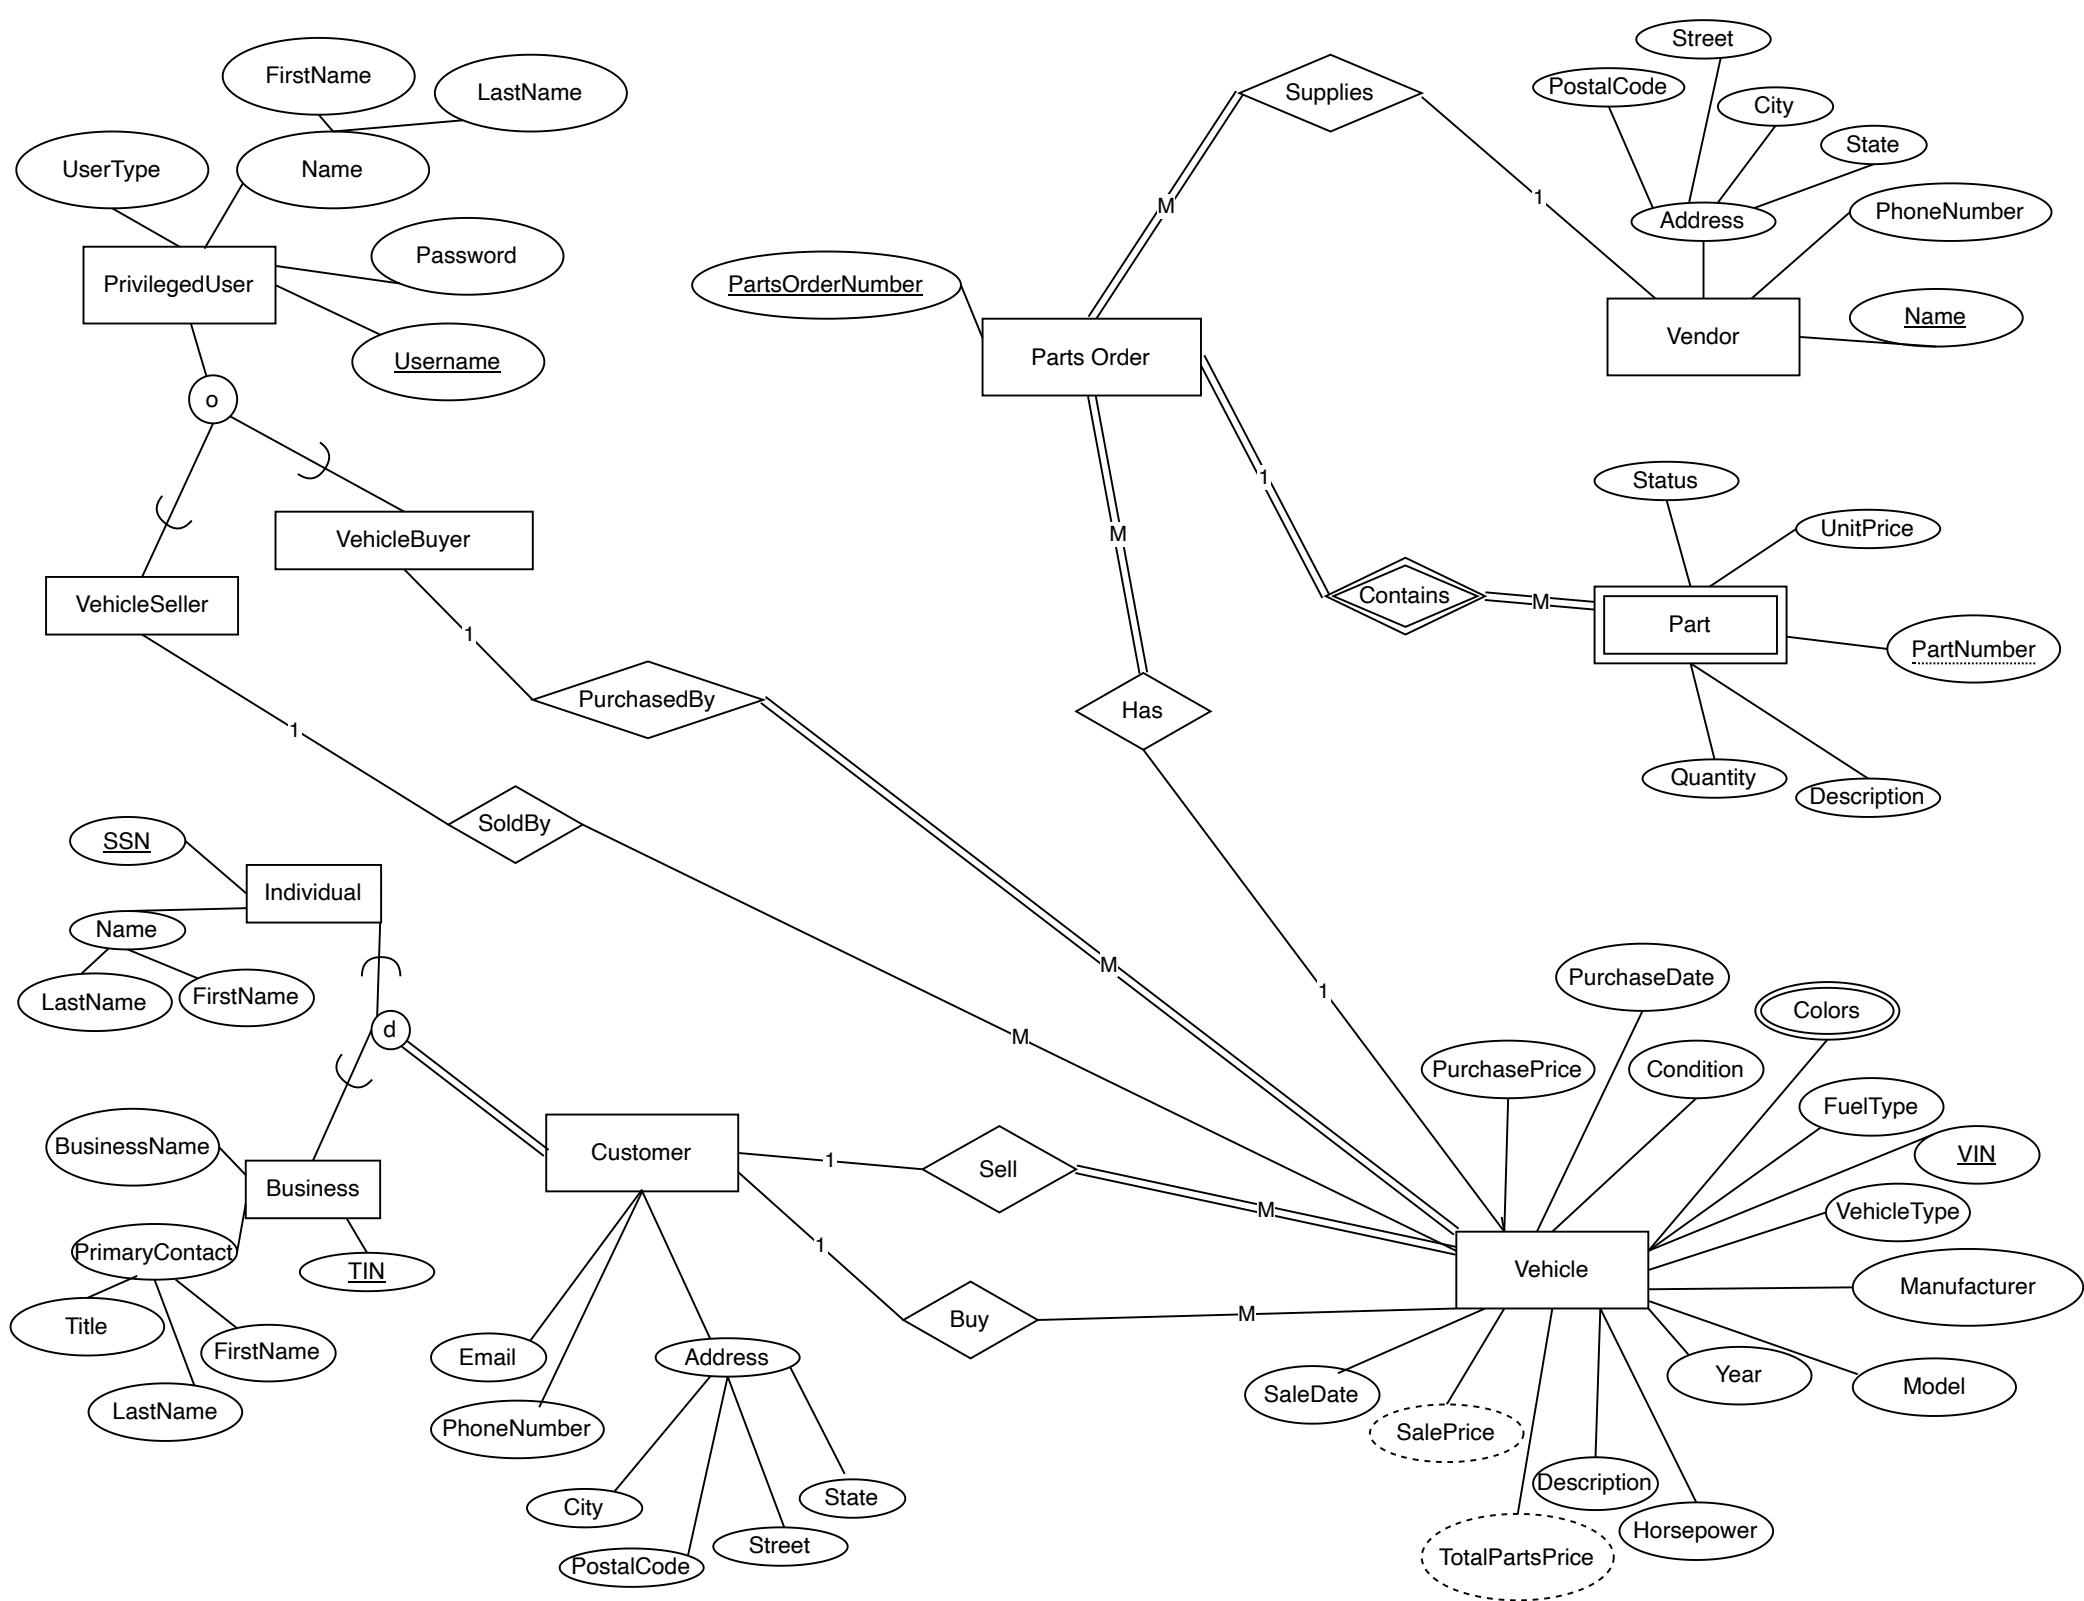 Street
FirstName
LastName
PostalCode
Supplies
City
State
UserType
Name
M
1
PhoneNumber
Address
Password
PrivilegedUser
PartsOrderNumber
Name
Vendor
Parts Order
Username
o
1
Status
UnitPrice
M
VehicleBuyer
Contains
M
VehicleSeller
Part
1
PartNumber
PurchasedBy
Has
1
Quantity
Description
SoldBy
SSN
Individual
Name
M
PurchaseDate
1
LastName
FirstName
Colors
d
M
PurchasePrice
Condition
FuelType
BusinessName
Customer
1
Sell
VIN
Business
M
VehicleType
PrimaryContact
1
TIN
Vehicle
Manufacturer
Title
Buy
M
FirstName
Email
Address
SaleDate
Year
Model
LastName
PhoneNumber
SalePrice
City
State
Description
Street
Horsepower
PostalCode
TotalPartsPrice